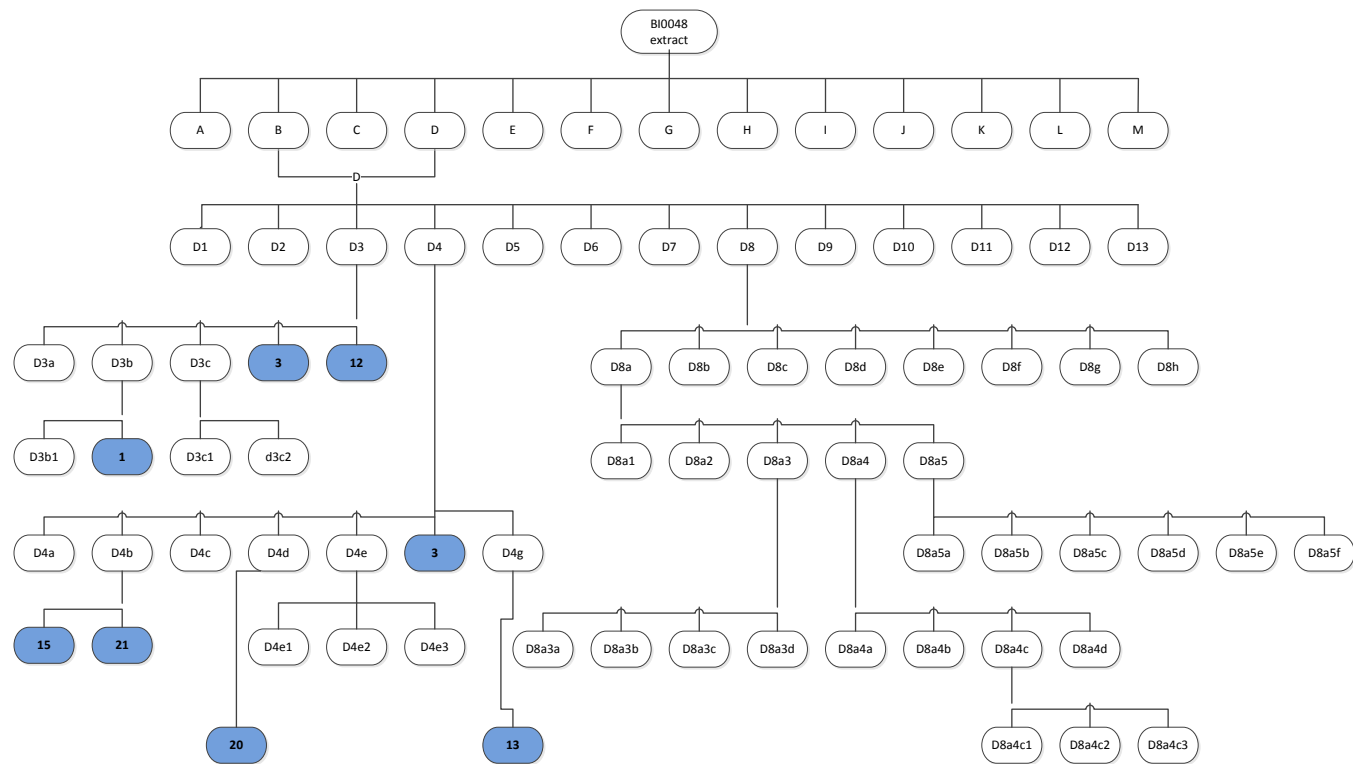 BI0048
extract
A B C D E F G H I J K L M
D
D1 D2 D3 D4 D5 D6 D7 D8 D9 D10 D11 D12 D13
D3a D3b D3c 3 12
D8a D8b D8c D8d D8e D8f D8g D8h
D3b1 1 D3c1 d3c2
D8a1 D8a2 D8a3 D8a4 D8a5
D4a D4b D4c D4d D4e 3 D4g
D8a5a D8a5b D8a5c D8a5d D8a5e D8a5f
15 21 D4e1 D4e2 D4e3
D8a3a D8a3b D8a3c D8a3d D8a4a D8a4b D8a4c D8a4d
20 13 D8a4c1 D8a4c2 D8a4c3